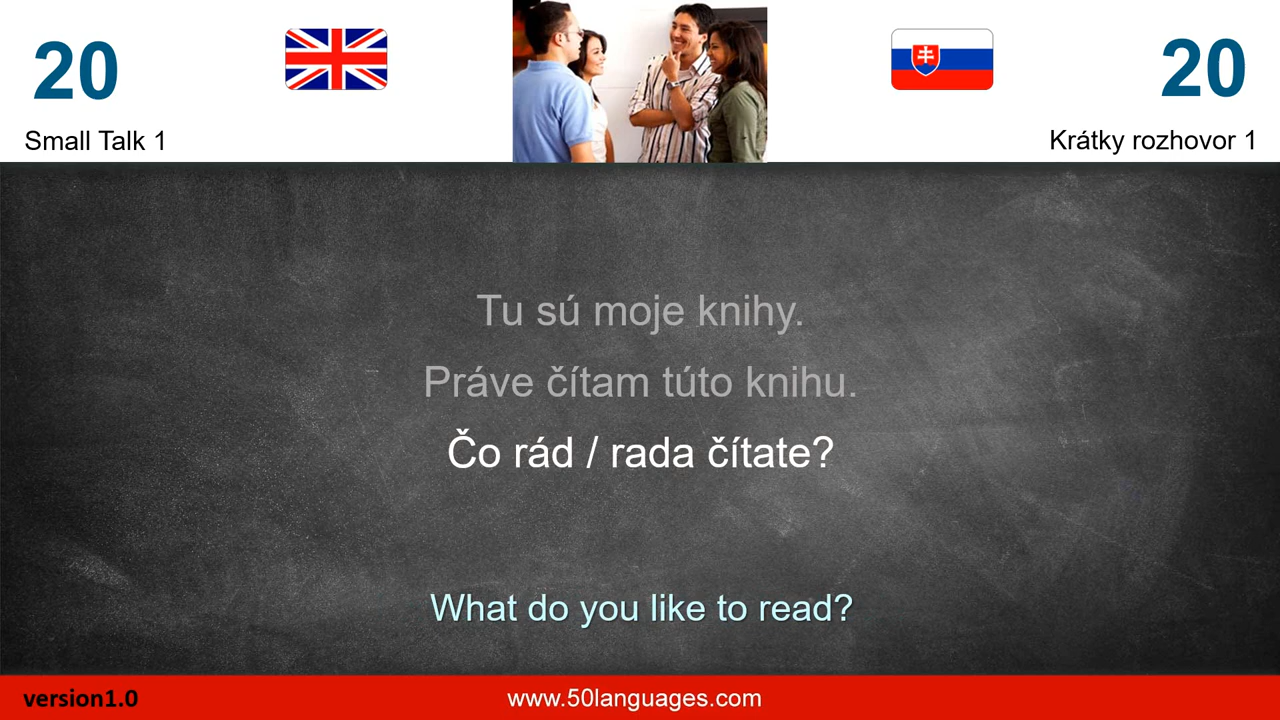 20
20
Small Talk 1
Krátky rozhovor 1
Tu sú moje knihy.
Práve čítam túto knihu.
Čo rád / rada čítate?
What do you like to read?
version1.0
www.50languages.com